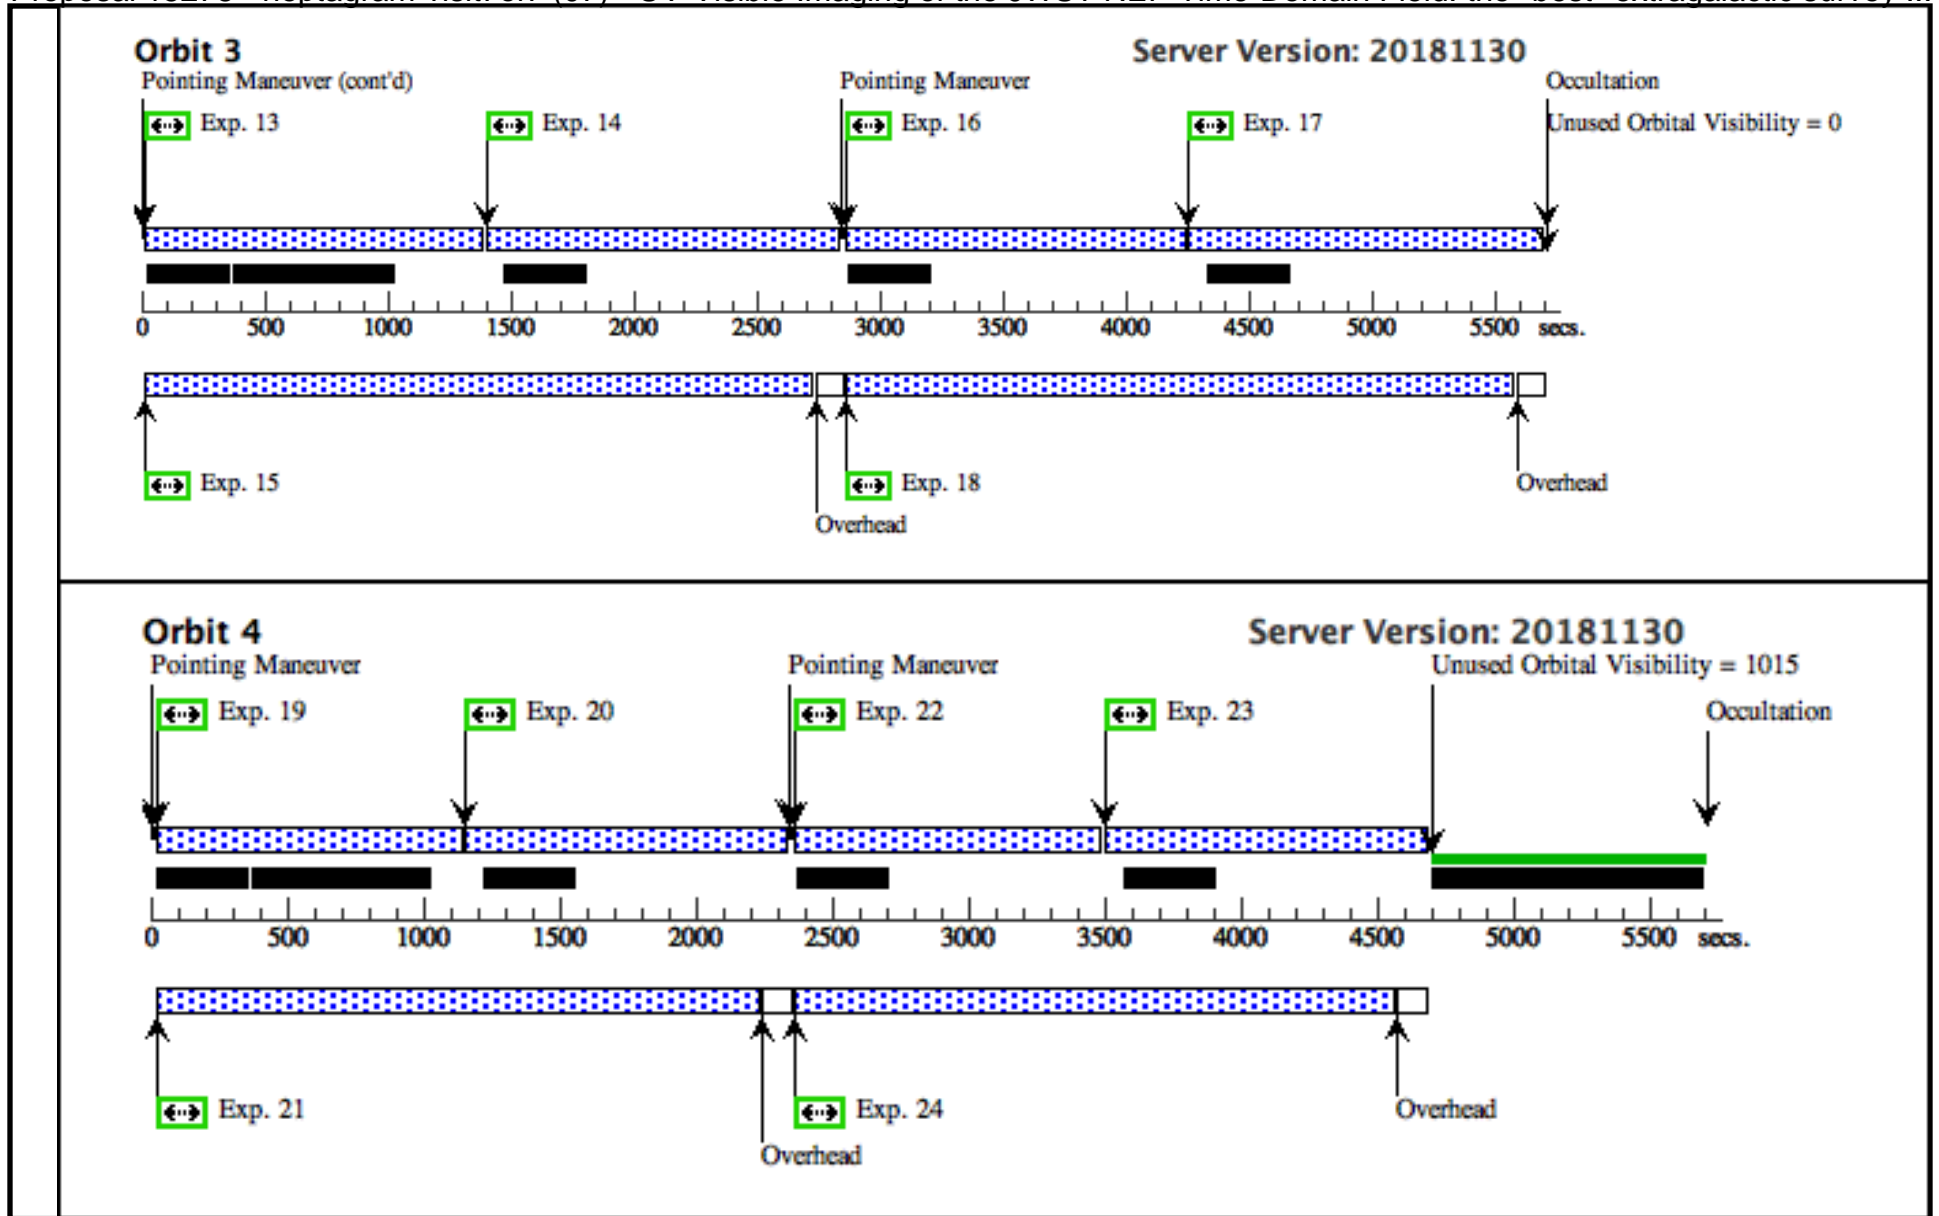 Orbit 3
Server Version: 20181130
Pointing Maneuver (cont'd)
Pointing Maneuver
Occultation
Exp. 13
Exp. 14
Exp. 16
Exp. 17
Unused Orbital Visibility = 0
0 500 1000 1500 2000 2500 3000 3500 4000 4500 5000 5500 secs.
Exp. 15
Exp. 18
Overhead
Overhead
Orbit 4
Server Version: 20181130
Pointing Maneuver
Pointing Maneuver
Unused Orbital Visibility = 1015
Exp. 19
Exp. 20
Exp. 22
Exp. 23
Occultation
0 500 1000 1500 2000 2500 3000 3500 4000 4500 5000 5500 secs.
Exp. 21
Exp. 24
Overhead
Overhead